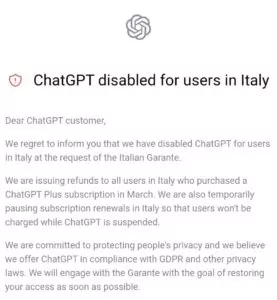 ChatGPT disabled for users in Italy
Dear ChatGPT customer,
We regret to inform you that we have disabled ChatGPT for users
in Italy at the request of the Italian Garante.
We are issuing refunds to all users in Italy who purchased a
ChatGPT Plus subscription in March. We are also temporarily
pausing subscription renewals in Italy so that users won't be
charged while ChatGPT is suspended.
We are committed to protecting people's privacy and we believe
we offer ChatGPT in compliance with GDPR and other privacy
laws. We will engage with the Garante with the goal of restoring
your access as soon as possible.